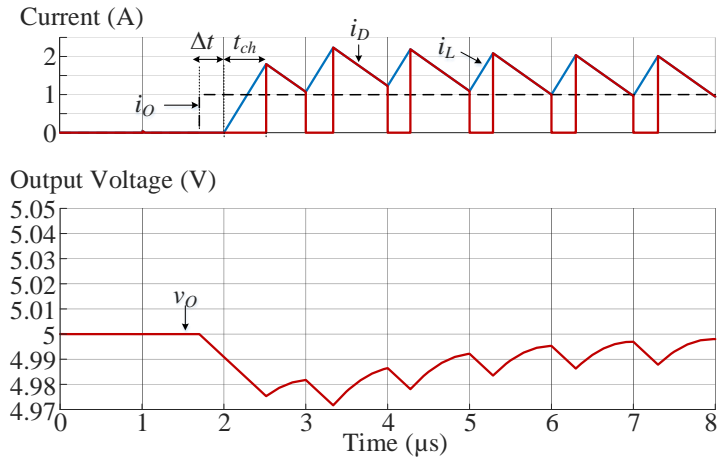 Current (A)
Δt t_ch i_D i_L
2
1
i_O
0
Output Voltage (V)
5.05
5.04
5.03
5.02
5.01
v_O
5
4.99
4.98
4.97
0 1 2 3 4 5 6 7 8
Time (µs)